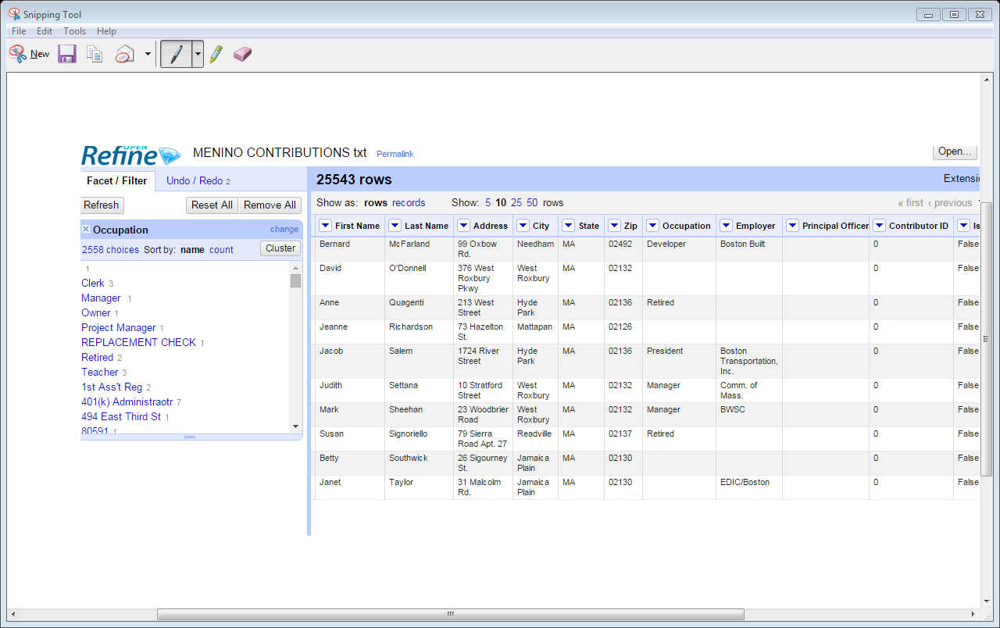 Snipping Tool
File Edit Tools Help
New
OPEN
Refine MENINO CONTRIBUTIONS txt Permalink Open...
Facet / Filter Undo / Redo 2
25543 rows Extensio
Refresh Reset All Remove All
Show as: rows records Show: 5 10 25 50 rows « first ‹ previous
Occupation change
2558 choices Sort by: name count Cluster
1
Clerk 3
Manager 1
Owner 1
Project Manager 1
REPLACEMENT CHECK 1
Retired 2
Teacher 3
1st Ass't Reg 2
401(k) Administraotr 7
494 East Third St 1
80591 1
First Name Last Name Address City State Zip Occupation Employer Principal Officer Contributor ID Is
Bernard McFarland 99 Oxbow Needham MA 02492 Developer Boston Built 0 False
Rd.
David O'Donnell 376 West West MA 02132 0 False
Roxbury Roxbury
Pkwy
Anne Quagenti 213 West Hyde MA 02136 Retired 0 False
Street Park
Jeanne Richardson 73 Hazelton Mattapan MA 02126 0 False
St.
Jacob Salem 1724 River Hyde MA 02136 President Boston 0 False
Street Park Transportation,
Inc.
Judith Settana 10 Stratford West MA 02132 Manager Comm. of 0 False
Street Roxbury Mass.
Mark Sheehan 23 Woodbrier West MA 02132 Manager BWSC 0 False
Road Roxbury
Susan Signoriello 79 Sierra Readville MA 02137 Retired 0 False
Road Apt. 27
Betty Southwick 26 Sigourney Jamaica MA 02130 0 False
St. Plain
Janet Taylor 31 Malcolm Jamaica MA 02130 EDIC/Boston 0 False
Rd. Plain